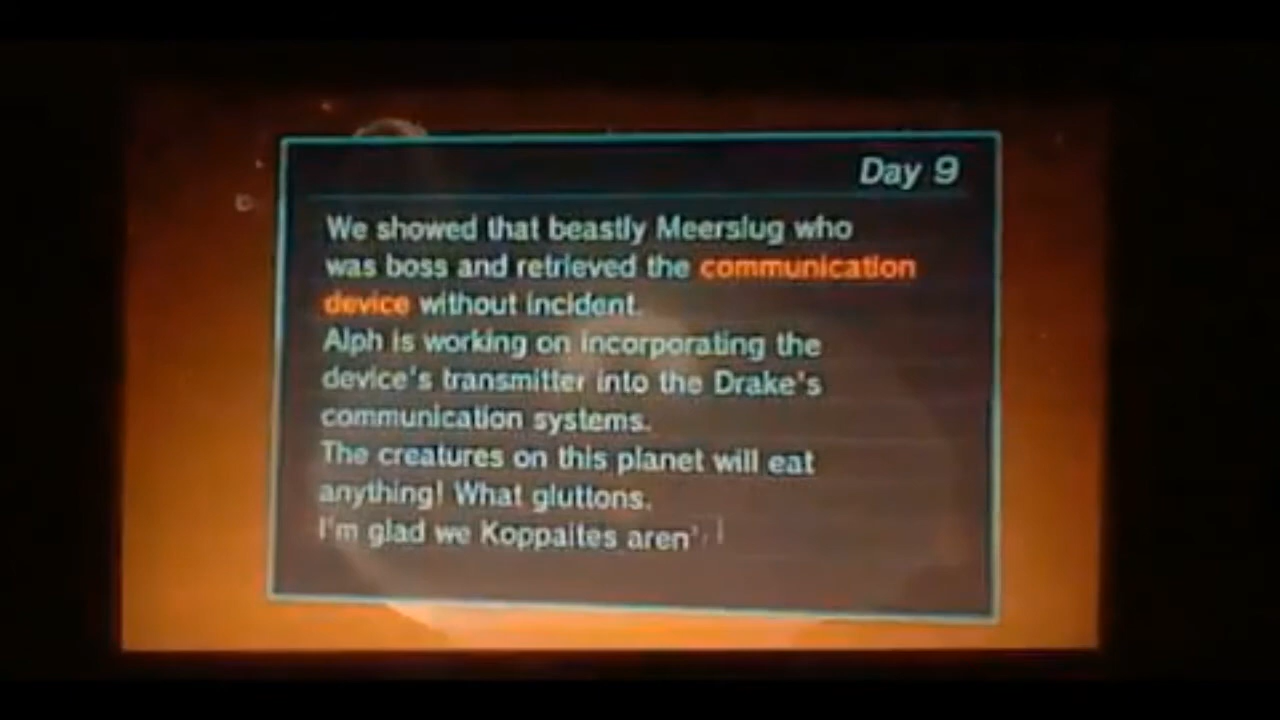 Day 9
We showed that beastly Meerslug who
was boss and retrieved the communication
device without incident.
Alph is working on incorporating the
device's transmitter into the Drake's
communication systems.
The creatures on this planet will eat
anything! What gluttons.
I'm glad we Koppaites aren'